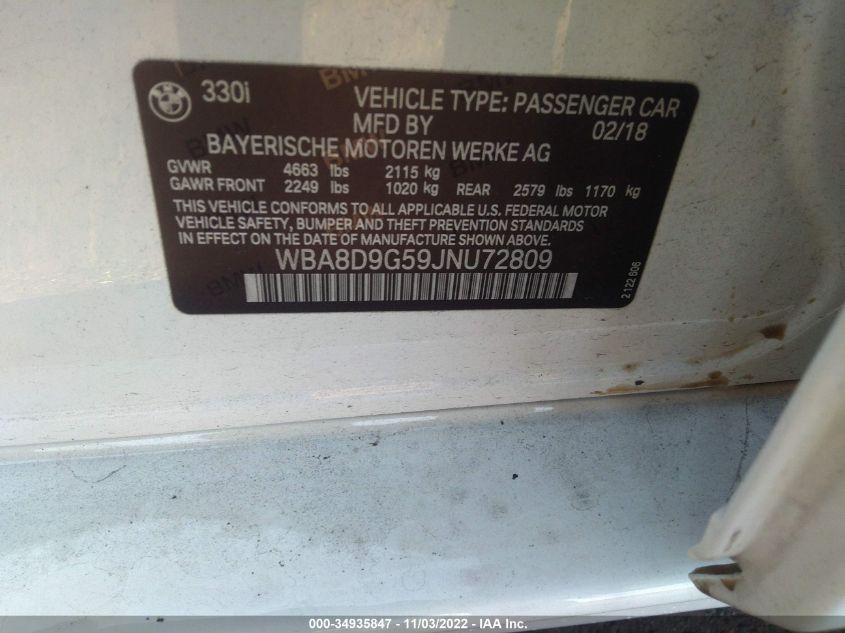 330i
VEHICLE TYPE: PASSENGER CAR
MFD BY 02/18
BAYERISCHE MOTOREN WERKE AG
GVWR 4663 lbs 2115 kg
GAWR FRONT 2249 lbs 1020 kg REAR 2579 lbs 1170 kg
THIS VEHICLE CONFORMS TO ALL APPLICABLE U.S. FEDERAL MOTOR
VEHICLE SAFETY, BUMPER AND THEFT PREVENTION STANDARDS
IN EFFECT ON THE DATE OF MANUFACTURE SHOWN ABOVE.
WBA8D9G59JNU72809
2 122 606
000-34935847 - 11/03/2022 - IAA Inc.